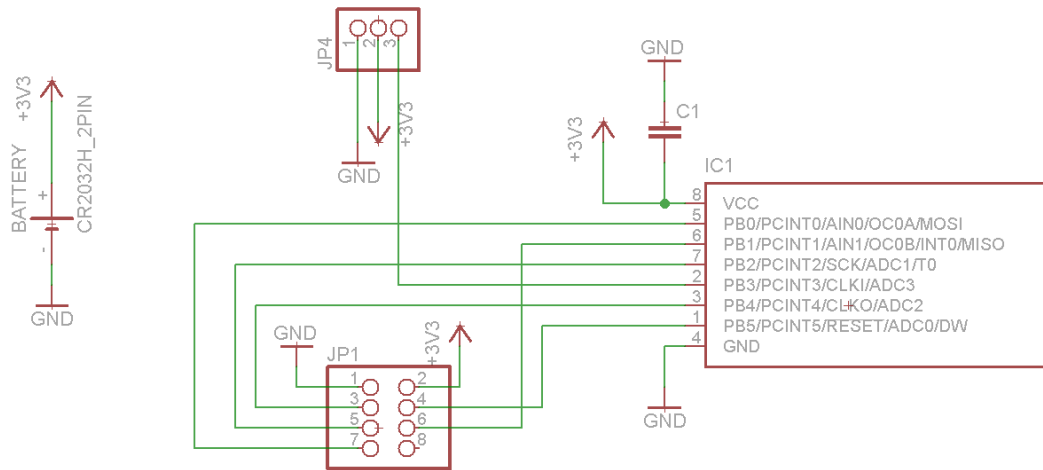 JP4
1
2
3
+3V3
GND
+3V3
BATTERY
CR2032H_2PIN
+
-
GND
GND
C1
+3V3
IC1
8 VCC
5 PB0/PCINT0/AIN0/OC0A/MOSI
6 PB1/PCINT1/AIN1/OC0B/INT0/MISO
7 PB2/PCINT2/SCK/ADC1/T0
2 PB3/PCINT3/CLKI/ADC3
3 PB4/PCINT4/CLKO/ADC2
1 PB5/PCINT5/RESET/ADC0/DW
4 GND
GND
GND
+3V3
JP1
1 2
3 4
5 6
7 8